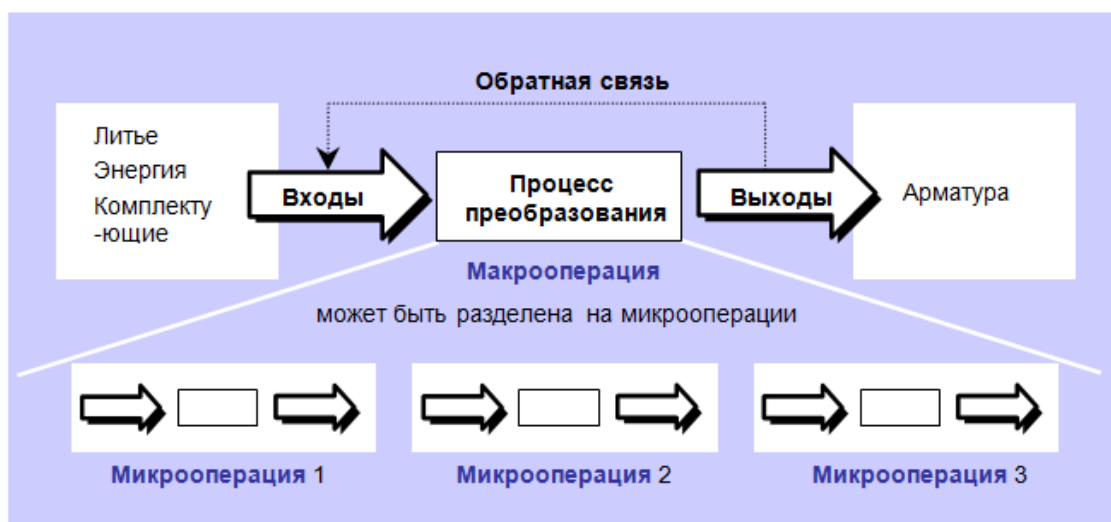 Обратная связь
Литье
Энергия
Комплекту
-ющие
Входы
Процесс
преобразования
Выходы
Арматура
Макрооперация
может быть разделена на микрооперации
Микрооперация 1
Микрооперация 2
Микрооперация 3